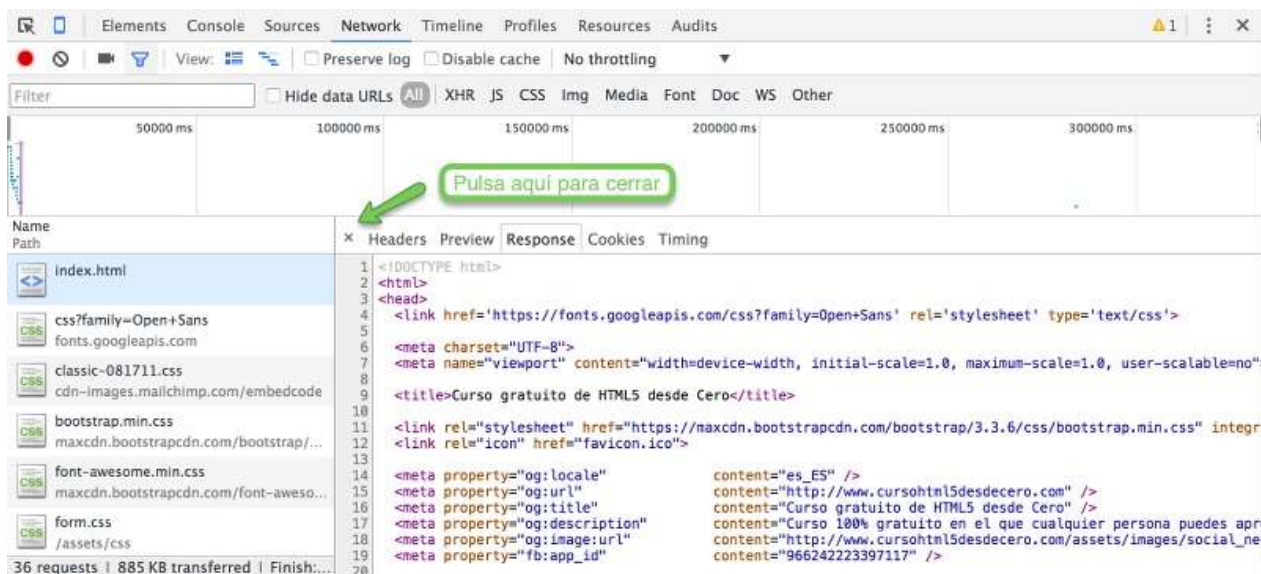 Elements Console Sources Network Timeline Profiles Resources Audits 1
View: Preserve log Disable cache No throttling
Filter Hide data URLs All XHR JS CSS Img Media Font Doc WS Other
50000 ms 100000 ms 150000 ms 200000 ms 250000 ms 300000 ms
Pulsa aquí para cerrar
Name
Path
index.html
css?family=Open+Sans
fonts.googleapis.com
classic-081711.css
cdn-images.mailchimp.com/embedcode
bootstrap.min.css
maxcdn.bootstrapcdn.com/bootstrap/...
font-awesome.min.css
maxcdn.bootstrapcdn.com/font-aweso...
form.css
/assets/css
36 requests | 885 KB transferred | Finish:...
× Headers Preview Response Cookies Timing
1 <!DOCTYPE html>
2 <html>
3 <head>
4 <link href='https://fonts.googleapis.com/css?family=Open+Sans' rel='stylesheet' type='text/css'>
5
6 <meta charset="UTF-8">
7 <meta name="viewport" content="width=device-width, initial-scale=1.0, maximum-scale=1.0, user-scalable=no"
8
9 <title>Curso gratuito de HTML5 desde Cero</title>
10
11 <link rel="stylesheet" href="https://maxcdn.bootstrapcdn.com/bootstrap/3.3.6/css/bootstrap.min.css" integr
12 <link rel="icon" href="favicon.ico">
13
14 <meta property="og:locale" content="es_ES" />
15 <meta property="og:url" content="http://www.cursohtml5desdecero.com" />
16 <meta property="og:title" content="Curso gratuito de HTML5 desde Cero" />
17 <meta property="og:description" content="Curso 100% gratuito en el que cualquier persona puedes apr
18 <meta property="og:image:url" content="http://www.cursohtml5desdecero.com/assets/images/social_ne
19 <meta property="fb:app_id" content="966242223397117" />
20